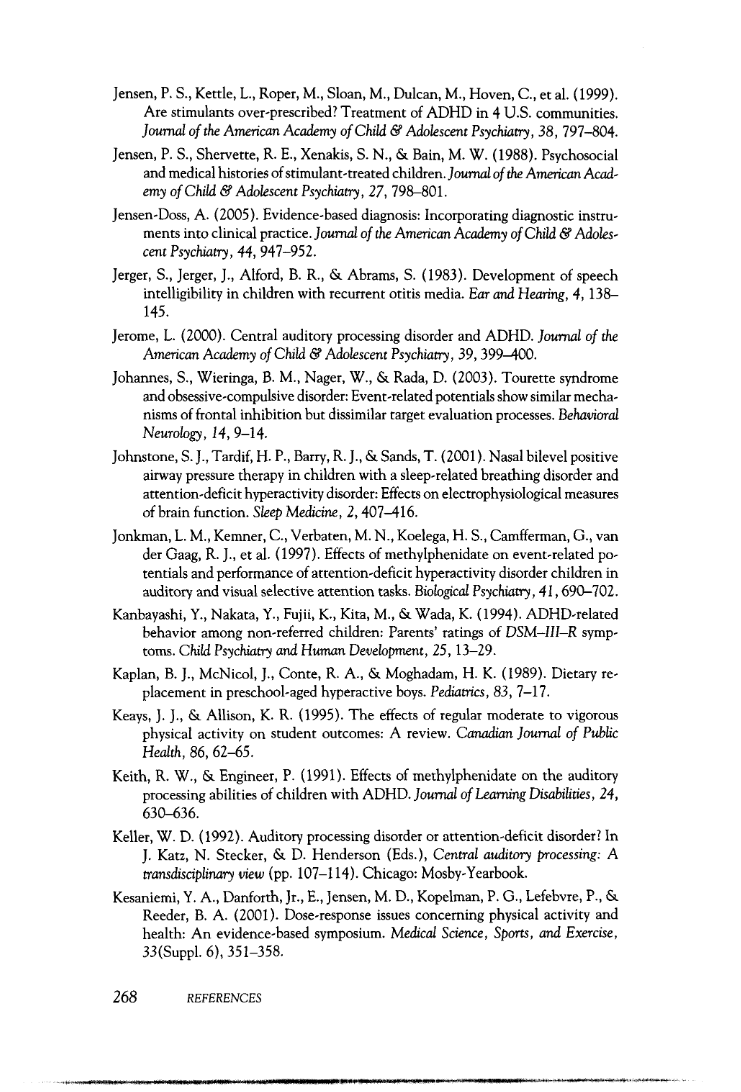 Jensen, P. S., Kettle, L., Roper, M., Sloan, M., Dulcan, M., Hoven, C., et al. (1999).
Are stimulants over-prescribed? Treatment of ADHD in 4 U.S. communities.
Journal of the American Academy of Child & Adolescent Psychiatry, 38, 797–804.
Jensen, P. S., Shervette, R. E., Xenakis, S. N., & Bain, M. W. (1988). Psychosocial
and medical histories of stimulant-treated children. Journal of the American Acad-
emy of Child & Adolescent Psychiatry, 27, 798–801.
Jensen-Doss, A. (2005). Evidence-based diagnosis: Incorporating diagnostic instru-
ments into clinical practice. Journal of the American Academy of Child & Adoles-
cent Psychiatry, 44, 947–952.
Jerger, S., Jerger, J., Alford, B. R., & Abrams, S. (1983). Development of speech
intelligibility in children with recurrent otitis media. Ear and Hearing, 4, 138–
145.
Jerome, L. (2000). Central auditory processing disorder and ADHD. Journal of the
American Academy of Child & Adolescent Psychiatry, 39, 399–400.
Johannes, S., Wieringa, B. M., Nager, W., & Rada, D. (2003). Tourette syndrome
and obsessive-compulsive disorder: Event-related potentials show similar mecha-
nisms of frontal inhibition but dissimilar target evaluation processes. Behavioral
Neurology, 14, 9–14.
Johnstone, S. J., Tardif, H. P., Barry, R. J., & Sands, T. (2001). Nasal bilevel positive
airway pressure therapy in children with a sleep-related breathing disorder and
attention-deficit hyperactivity disorder: Effects on electrophysiological measures
of brain function. Sleep Medicine, 2, 407–416.
Jonkman, L. M., Kemner, C., Verbaten, M. N., Koelega, H. S., Camfferman, G., van
der Gaag, R. J., et al. (1997). Effects of methylphenidate on event-related po-
tentials and performance of attention-deficit hyperactivity disorder children in
auditory and visual selective attention tasks. Biological Psychiatry, 41, 690–702.
Kanbayashi, Y., Nakata, Y., Fujii, K., Kita, M., & Wada, K. (1994). ADHD-related
behavior among non-referred children: Parents' ratings of DSM–III–R symp-
toms. Child Psychiatry and Human Development, 25, 13–29.
Kaplan, B. J., McNicol, J., Conte, R. A., & Moghadam, H. K. (1989). Dietary re-
placement in preschool-aged hyperactive boys. Pediatrics, 83, 7–17.
Keays, J. J., & Allison, K. R. (1995). The effects of regular moderate to vigorous
physical activity on student outcomes: A review. Canadian Journal of Public
Health, 86, 62–65.
Keith, R. W., & Engineer, P. (1991). Effects of methylphenidate on the auditory
processing abilities of children with ADHD. Journal of Learning Disabilities, 24,
630–636.
Keller, W. D. (1992). Auditory processing disorder or attention-deficit disorder? In
J. Katz, N. Stecker, & D. Henderson (Eds.), Central auditory processing: A
transdisciplinary view (pp. 107–114). Chicago: Mosby-Yearbook.
Kesaniemi, Y. A., Danforth, Jr., E., Jensen, M. D., Kopelman, P. G., Lefebvre, P., &
Reeder, B. A. (2001). Dose-response issues concerning physical activity and
health: An evidence-based symposium. Medical Science, Sports, and Exercise,
33(Suppl. 6), 351–358.
268 REFERENCES